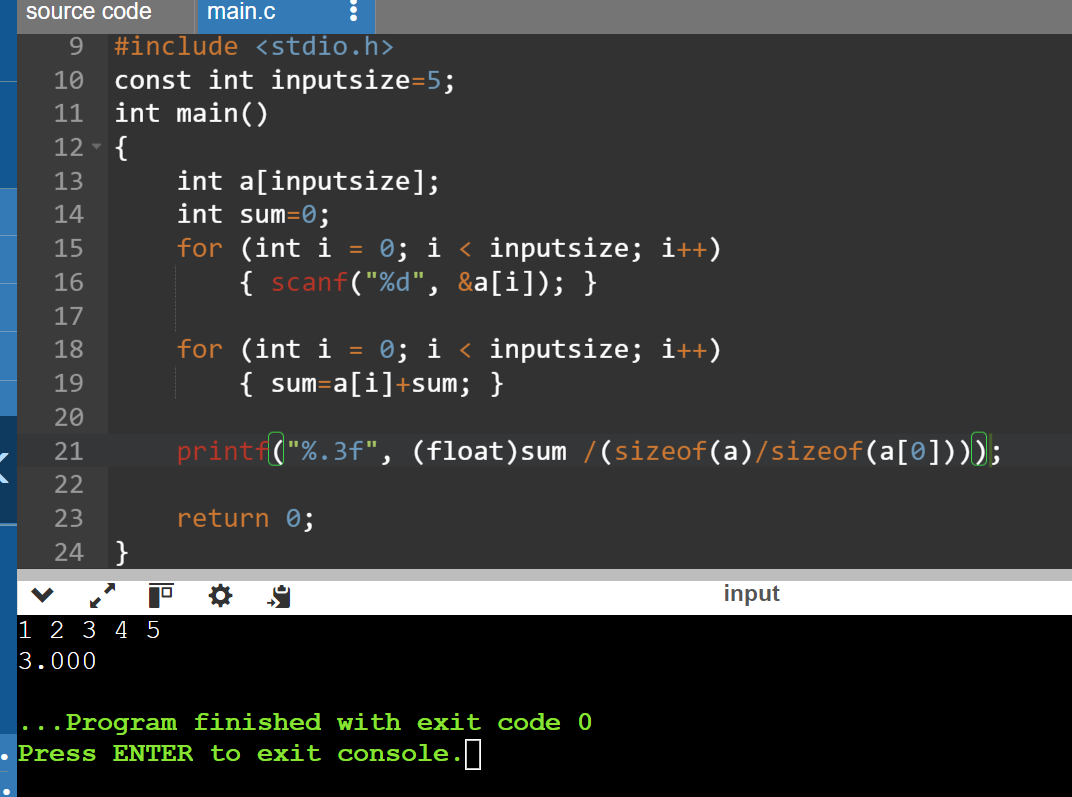 source code main.c
9 #include <stdio.h>
10 const int inputsize=5;
11 int main()
12 {
13 int a[inputsize];
14 int sum=0;
15 for (int i = 0; i < inputsize; i++)
16 { scanf("%d", &a[i]); }
17
18 for (int i = 0; i < inputsize; i++)
19 { sum=a[i]+sum; }
20
21 printf("%.3f", (float)sum /(sizeof(a)/sizeof(a[0])));
22
23 return 0;
24 }
input
1 2 3 4 5
3.000
...Program finished with exit code 0
Press ENTER to exit console.